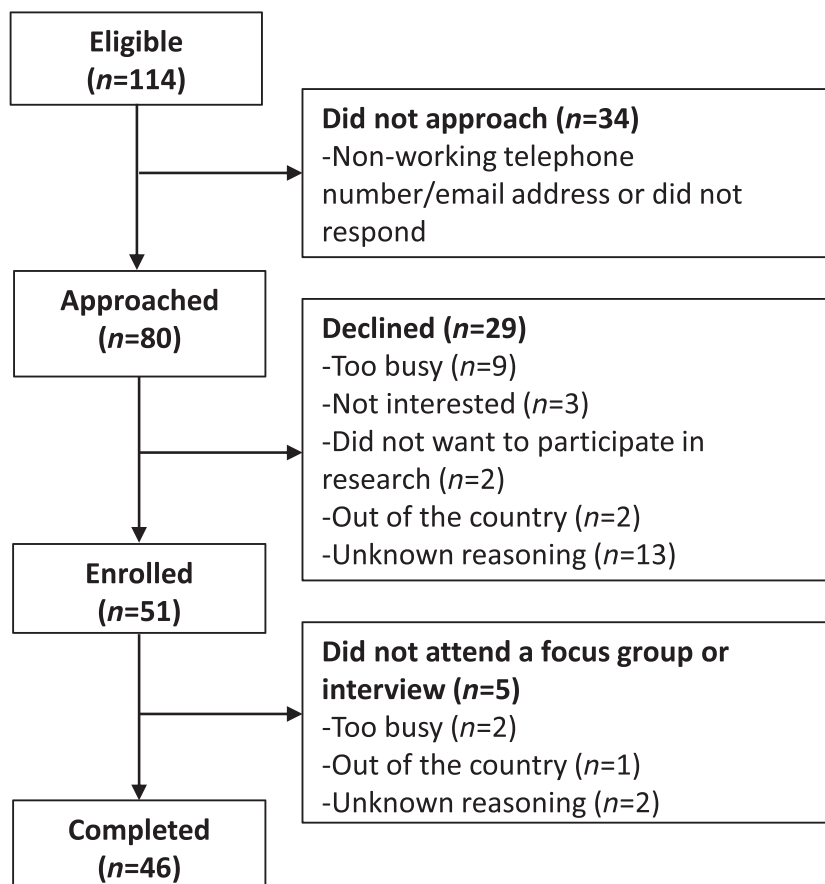 Eligible
(n=114)
Did not approach (n=34)
-Non-working telephone
number/email address or did not
respond
Approached
(n=80)
Declined (n=29)
-Too busy (n=9)
-Not interested (n=3)
-Did not want to participate in
research (n=2)
-Out of the country (n=2)
-Unknown reasoning (n=13)
Enrolled
(n=51)
Did not attend a focus group or
interview (n=5)
-Too busy (n=2)
-Out of the country (n=1)
-Unknown reasoning (n=2)
Completed
(n=46)